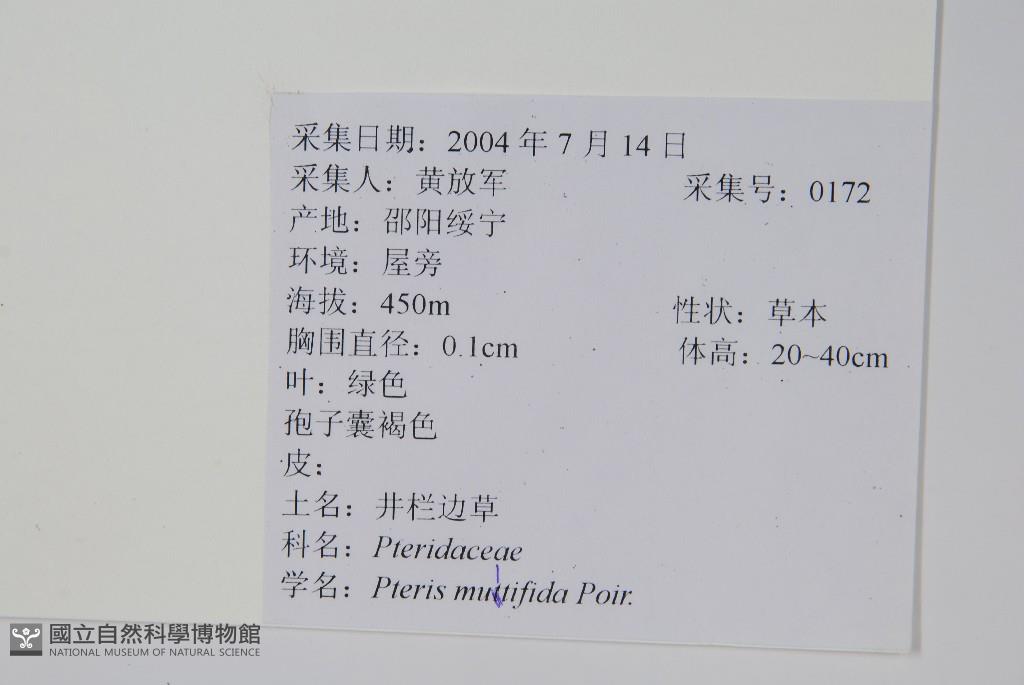 采集日期：2004 年 7 月 14 日
采集人：黄放军 采集号：0172
产地：邵阳绥宁
环境：屋旁
海拔：450m 性状：草本
胸围直径：0.1cm 体高：20~40cm
叶：绿色
孢子囊褐色
皮：
土名：井栏边草
科名：Pteridaceae
学名：Pteris muttifida Poir.
國立自然科學博物館
NATIONAL MUSEUM OF NATURAL SCIENCE